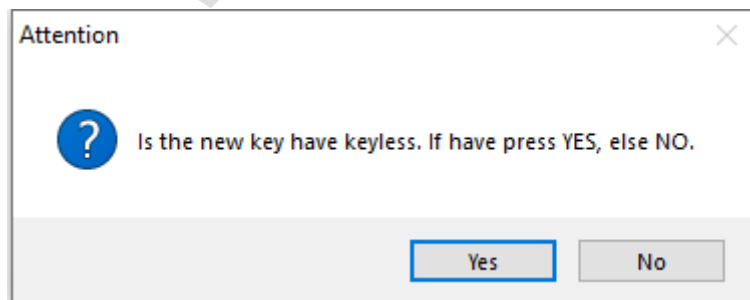 Attention
?
Is the new key have keyless. If have press YES, else NO.
Yes No